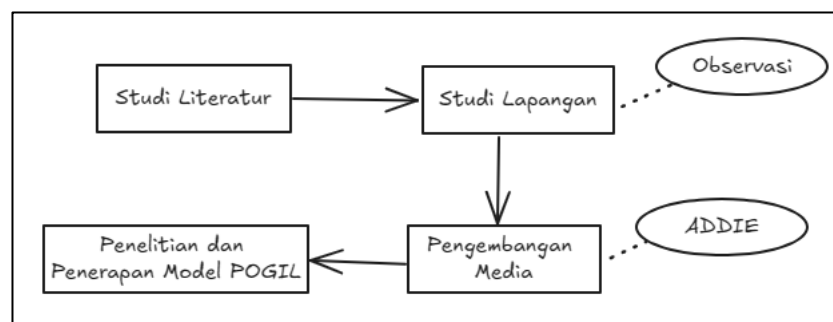 Studi Literatur
Studi Lapangan
Observasi
Penelitian dan
Penerapan Model POGIL
Pengembangan
Media
ADDIE